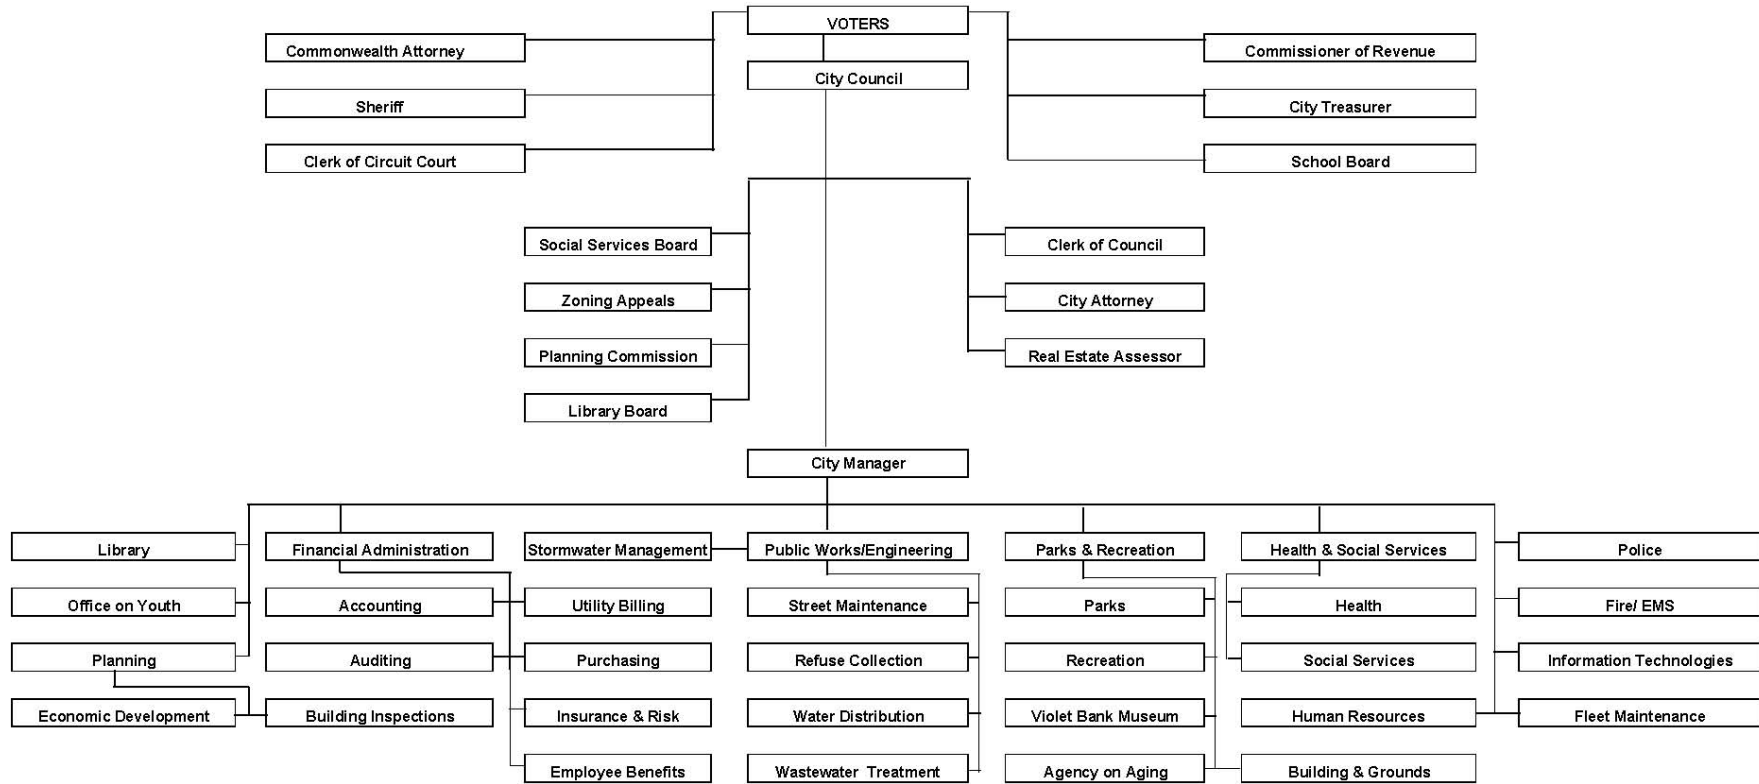 VOTERS
Commonwealth Attorney
Commissioner of Revenue
City Council
Sheriff
City Treasurer
Clerk of Circuit Court
School Board
Social Services Board
Clerk of Council
Zoning Appeals
City Attorney
Planning Commission
Real Estate Assessor
Library Board
City Manager
Library
Financial Administration
Stormwater Management
Public Works/Engineering
Parks & Recreation
Health & Social Services
Police
Office on Youth
Accounting
Utility Billing
Street Maintenance
Parks
Health
Fire/ EMS
Planning
Auditing
Purchasing
Refuse Collection
Recreation
Social Services
Information Technologies
Economic Development
Building Inspections
Insurance & Risk
Water Distribution
Violet Bank Museum
Human Resources
Fleet Maintenance
Employee Benefits
Wastewater Treatment
Agency on Aging
Building & Grounds